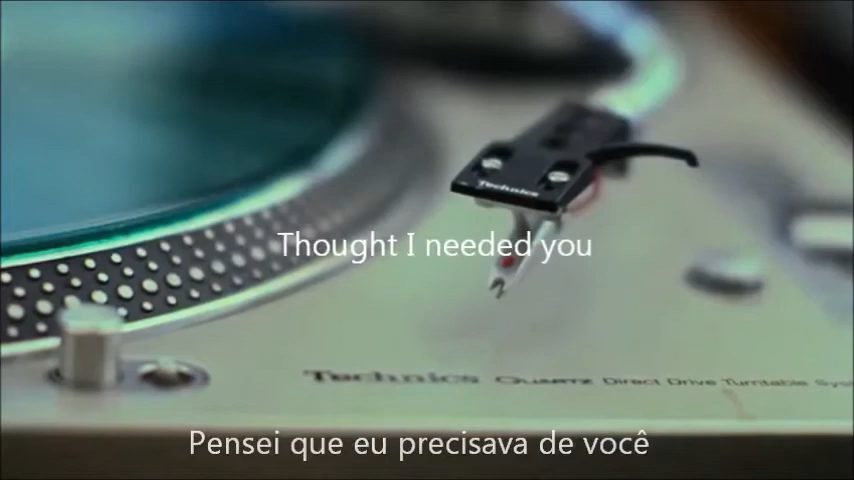 Technics
Thought I needed you
Technics Quartz Direct Drive Turntable
Pensei que eu precisava de você